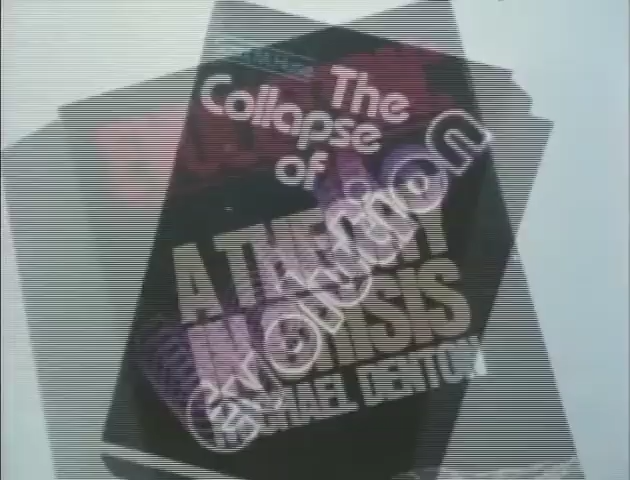 The
Collapse
of
Evolution
A THEORY
IN CRISIS
MICHAEL DENTON